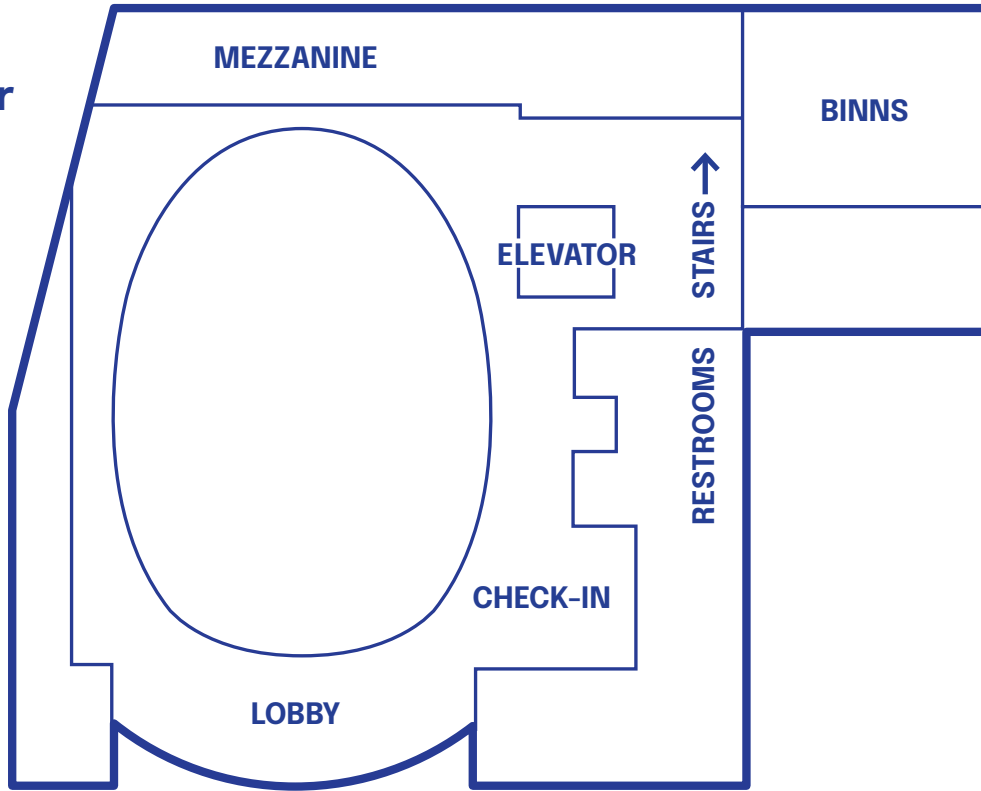 MEZZANINE
r
BINNS
ELEVATOR
STAIRS
RESTROOMS
CHECK-IN
LOBBY